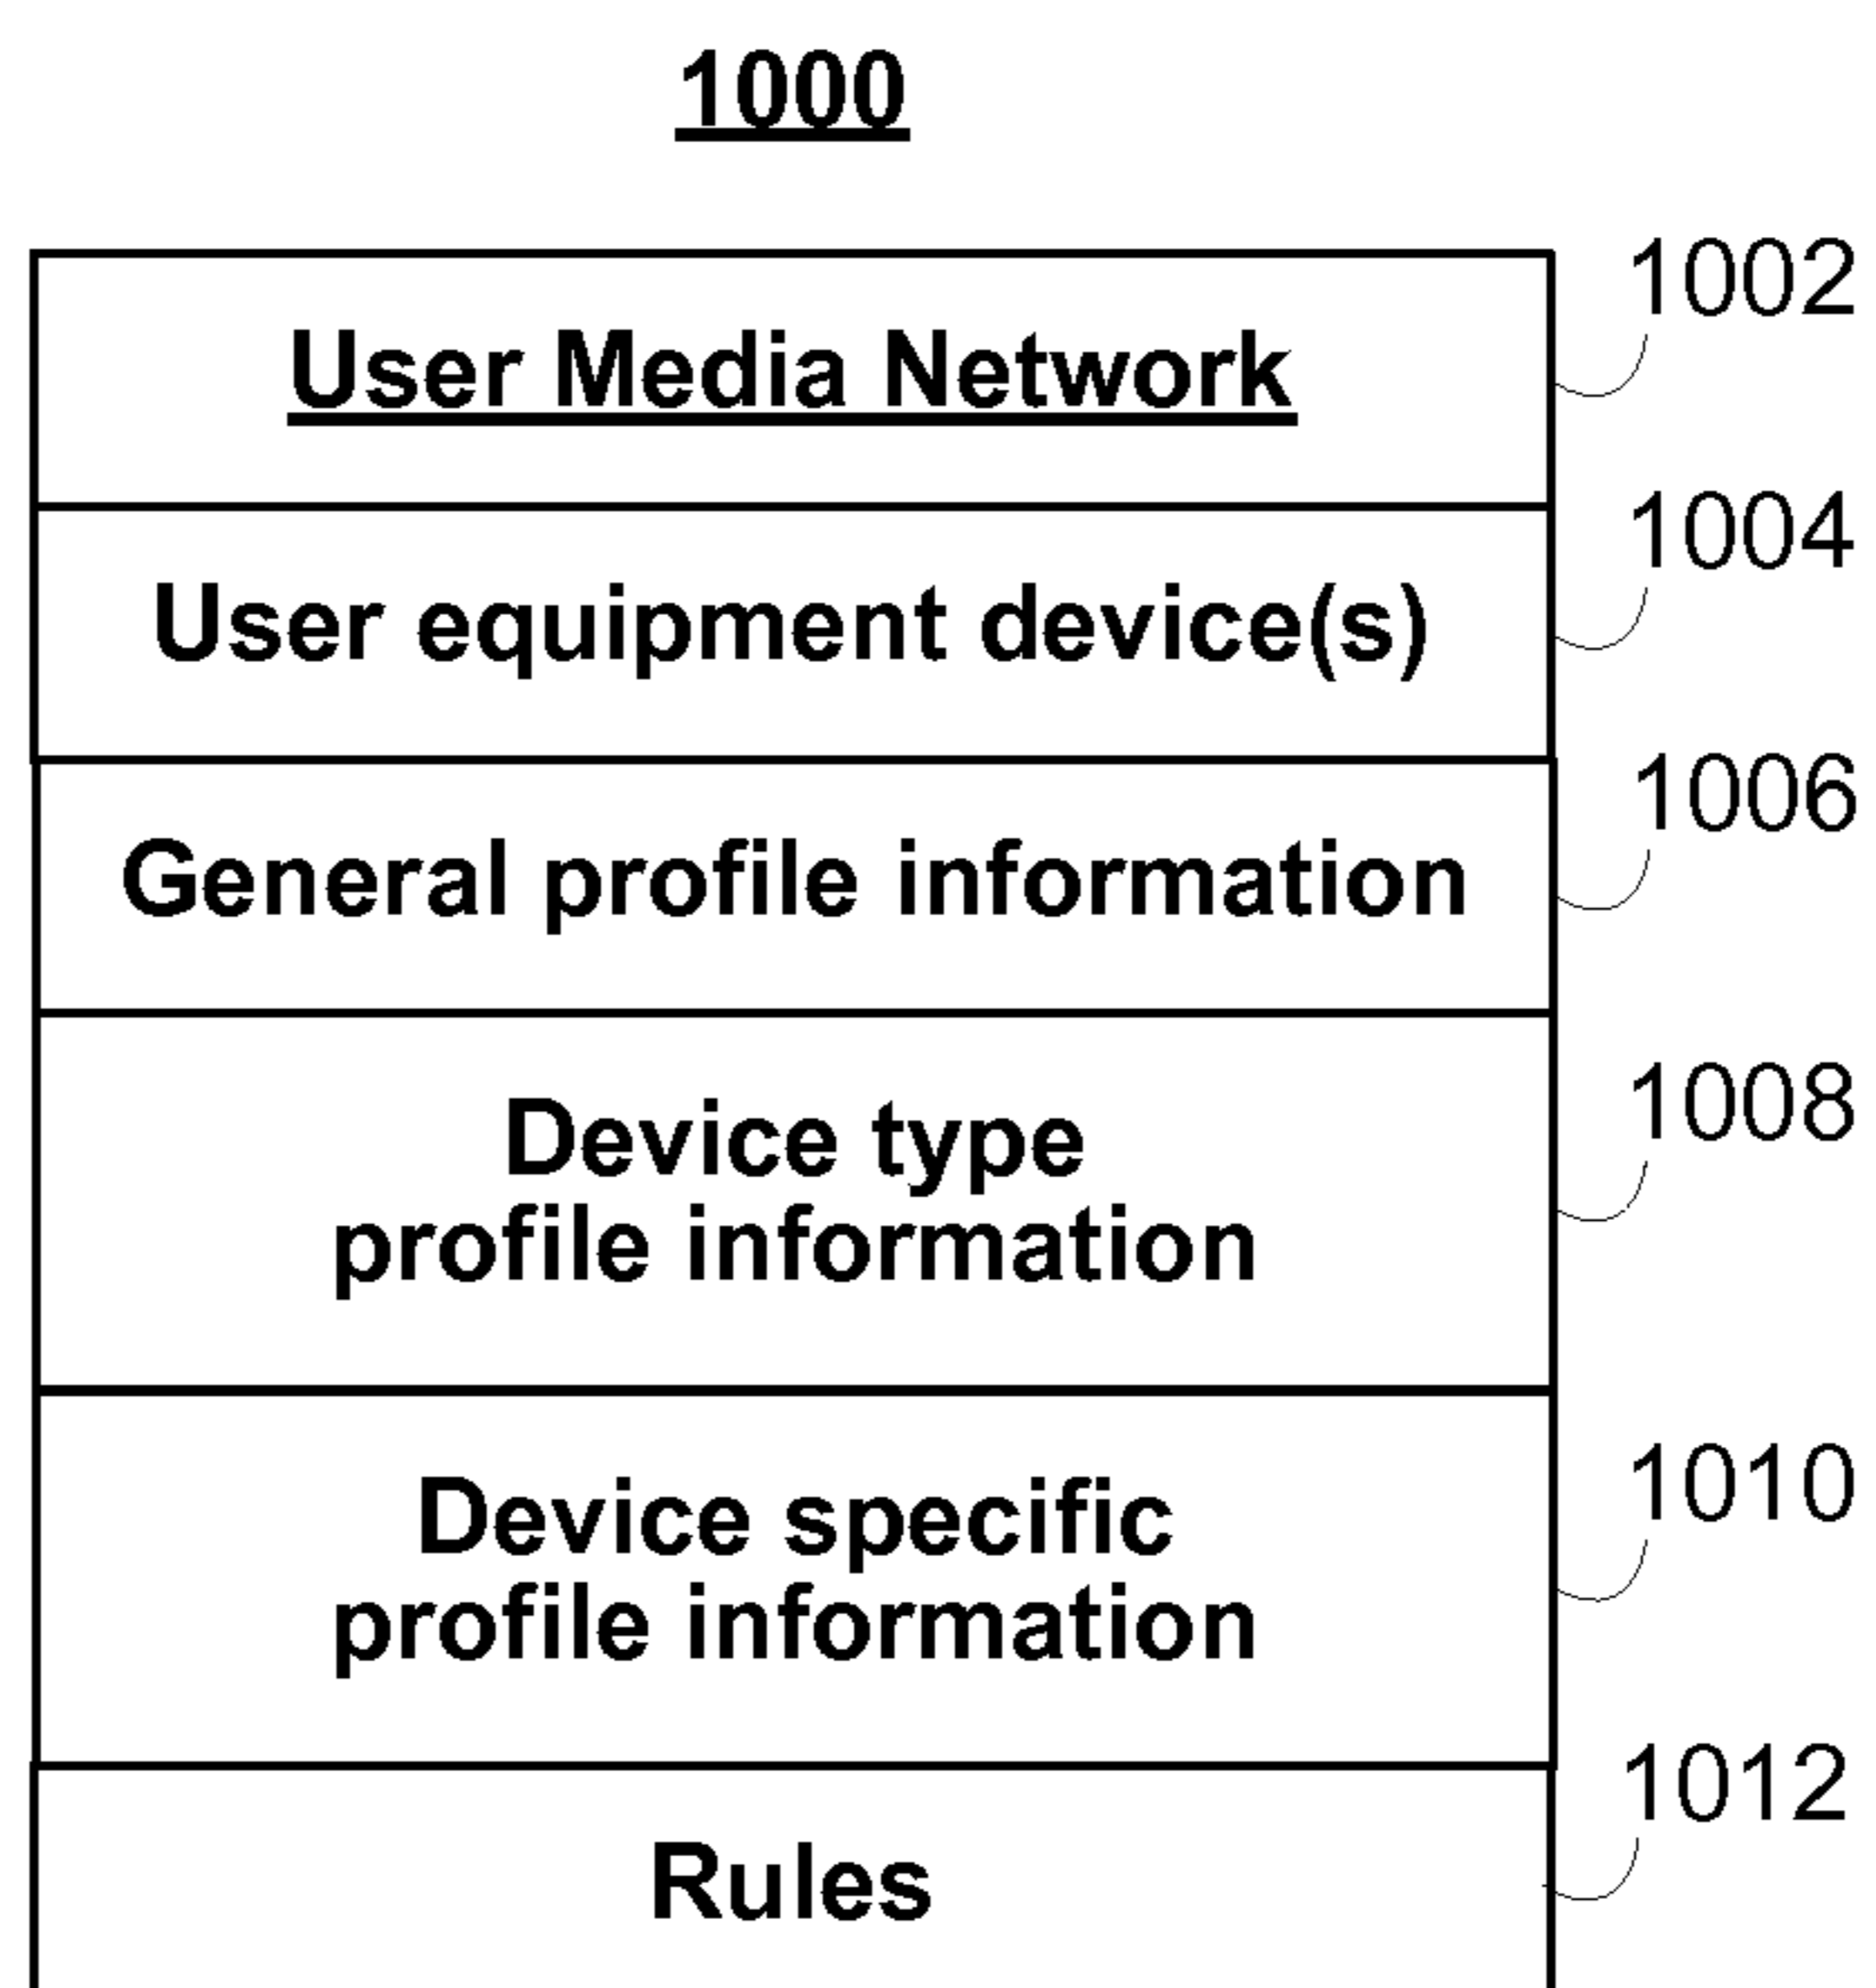 1000
1002
User Media Network
1004
User equipment device(s)
1006
General profile information
1008
Device type
profile information
1010
Device specific
profile information
1012
Rules